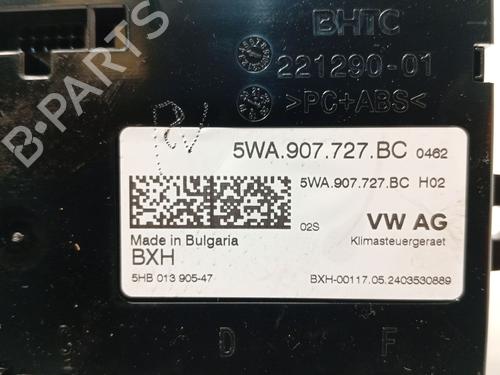 BHTC
221290-01
>PC+ABS<
5WA.907.727.BC 0462
5WA.907.727.BC H02
02S
VW AG
Made in Bulgaria
Klimasteuergeraet
BXH
5HB 013 905-47
BXH-00117.05.2403530889
D
F
B-Parts